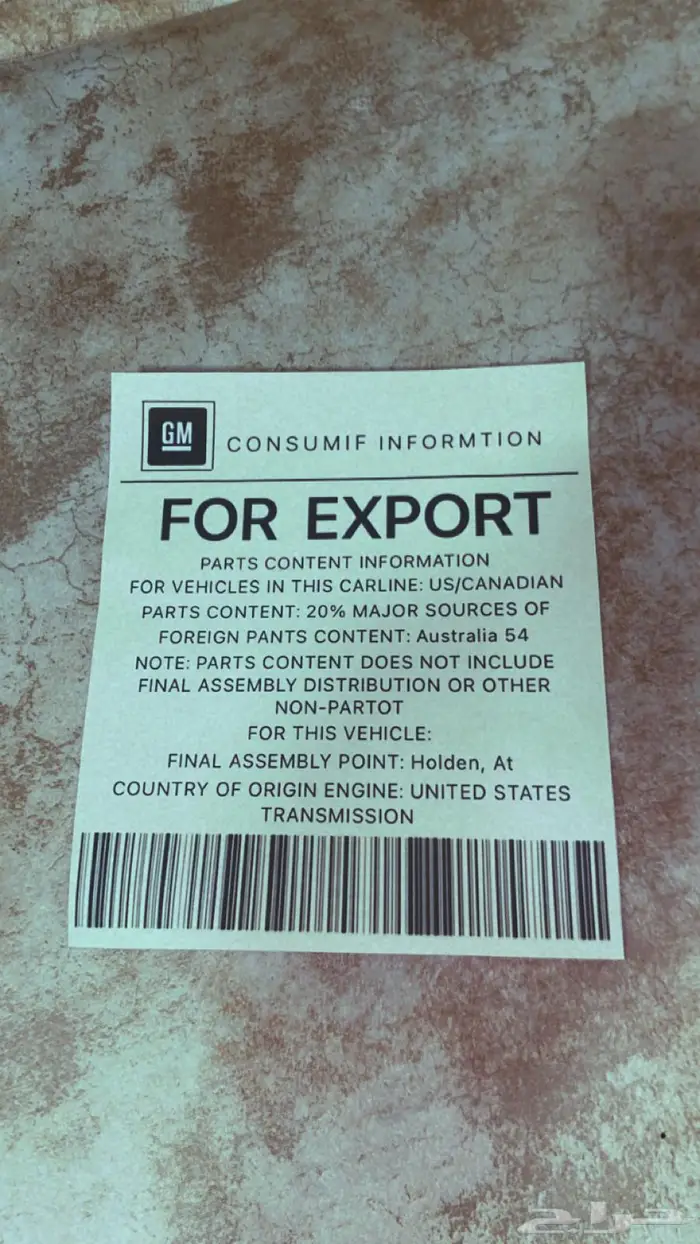 GM
CONSUMIF INFORMTION
FOR EXPORT
PARTS CONTENT INFORMATION
FOR VEHICLES IN THIS CARLINE: US/CANADIAN
PARTS CONTENT: 20% MAJOR SOURCES OF
FOREIGN PANTS CONTENT: Australia 54
NOTE: PARTS CONTENT DOES NOT INCLUDE
FINAL ASSEMBLY DISTRIBUTION OR OTHER
NON-PARTOT
FOR THIS VEHICLE:
FINAL ASSEMBLY POINT: Holden, At
COUNTRY OF ORIGIN ENGINE: UNITED STATES
TRANSMISSION
حراج